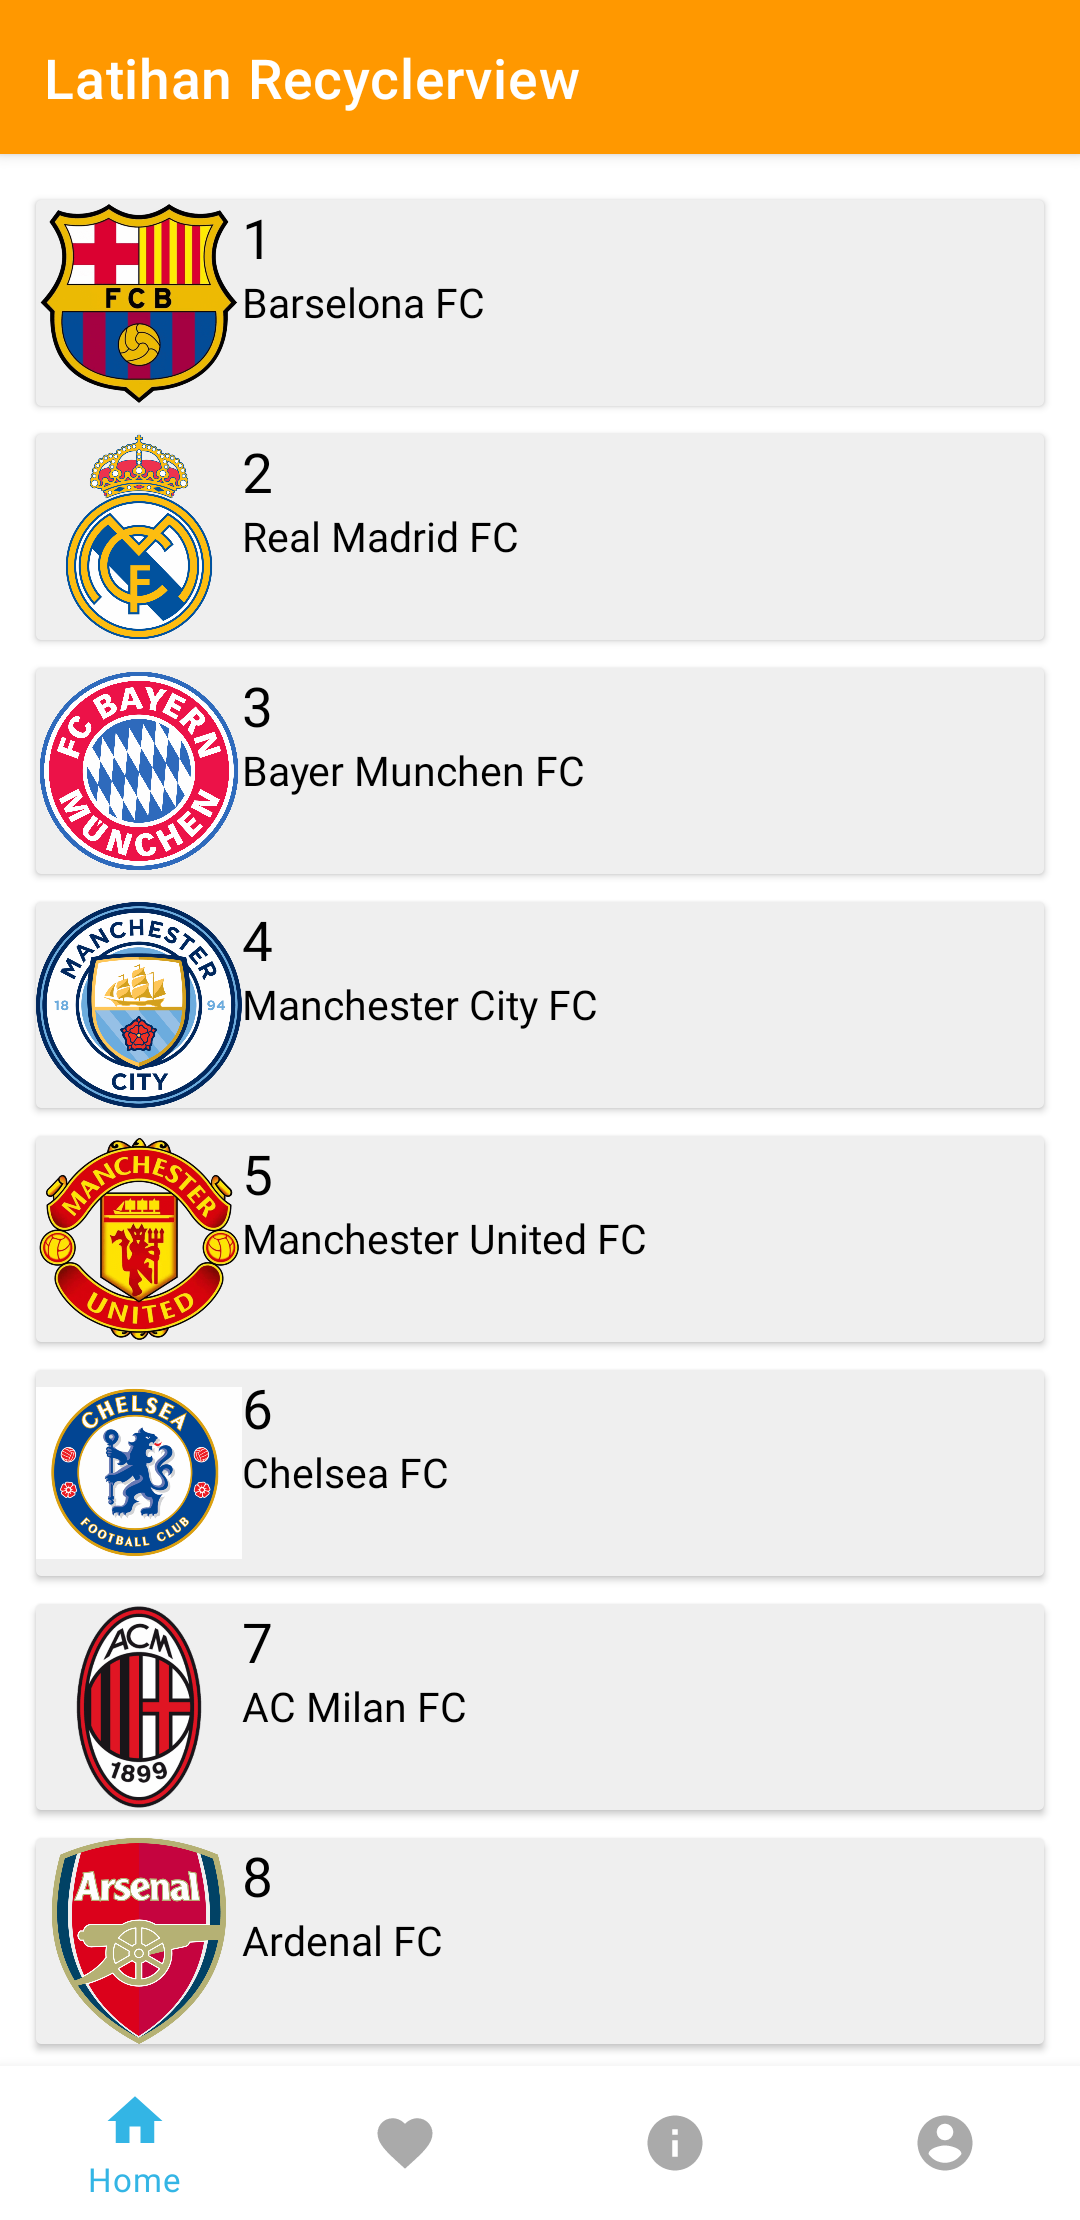 Latihan Recyclerview
FCB
1
Barselona FC
2
Real Madrid FC
FC BAYERN
MÜNCHEN
3
Bayer Munchen FC
MANCHESTER
18 94
CITY
4
Manchester City FC
MANCHESTER
UNITED
5
Manchester United FC
CHELSEA
FOOTBALL CLUB
6
Chelsea FC
ACM
1899
7
AC Milan FC
Arsenal
8
Ardenal FC
Home